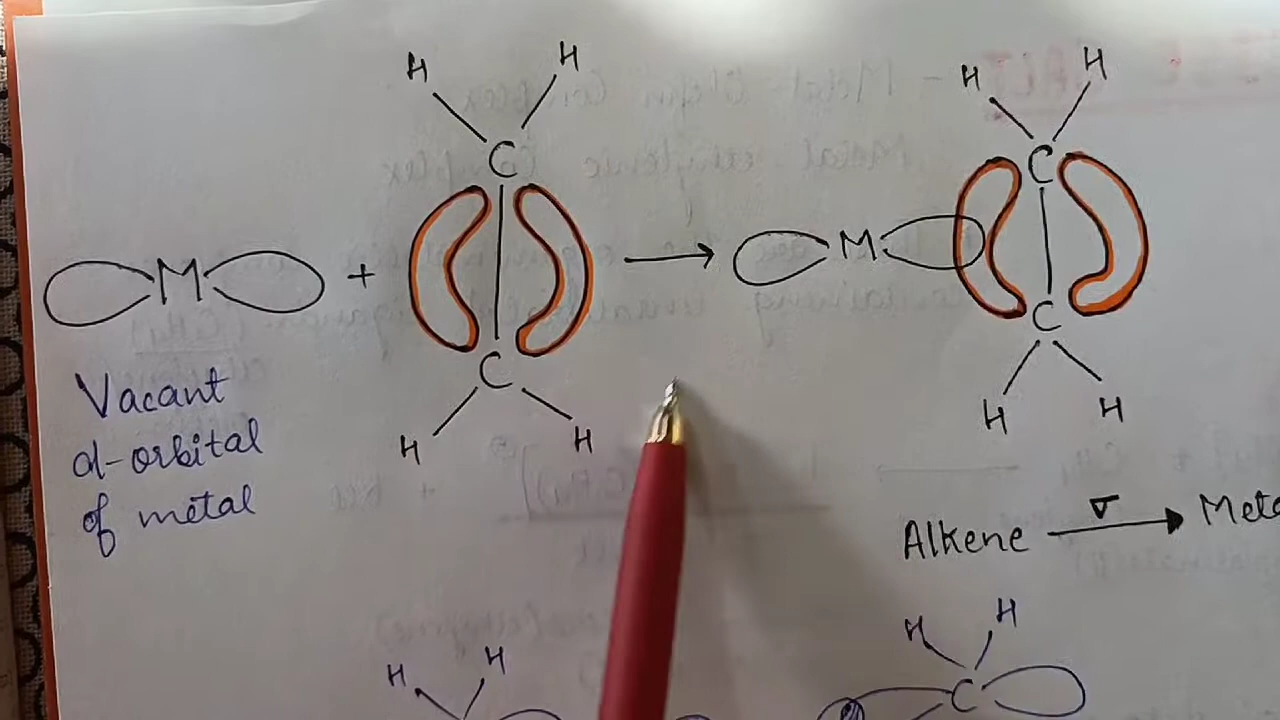 H H H H
C C
M + → M
C C
H H H H
Vacant
d-orbital
of metal
Alkene σ → Meta
H H H H
C